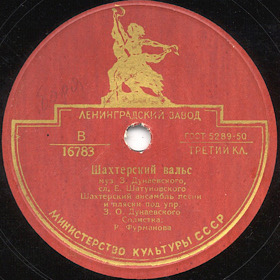 ЛЕНИНГРАДСКИЙ ЗАВОД
В
16783
ГОСТ 5289-50
ТРЕТИЙ КЛ.
Шахтерский вальс
муз. З. Дунаевского,
сл. Е. Шатуновского
Шахтерский ансамбль песни
и пляски под упр.
З. О. Дунаевского
Солистка:
Р. Фурманова
МИНИСТЕРСТВО КУЛЬТУРЫ СССР